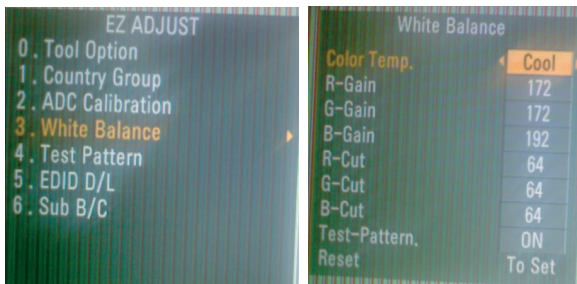 EZ ADJUST
0 . Tool Option
1 . Country Group
2 . ADC Calibration
3 . White Balance
4 . Test Pattern
5 . EDID D/L
6 . Sub B/C
White Balance
Color Temp. Cool
R-Gain 172
G-Gain 172
B-Gain 192
R-Cut 64
G-Cut 64
B-Cut 64
Test-Pattern. ON
Reset To Set